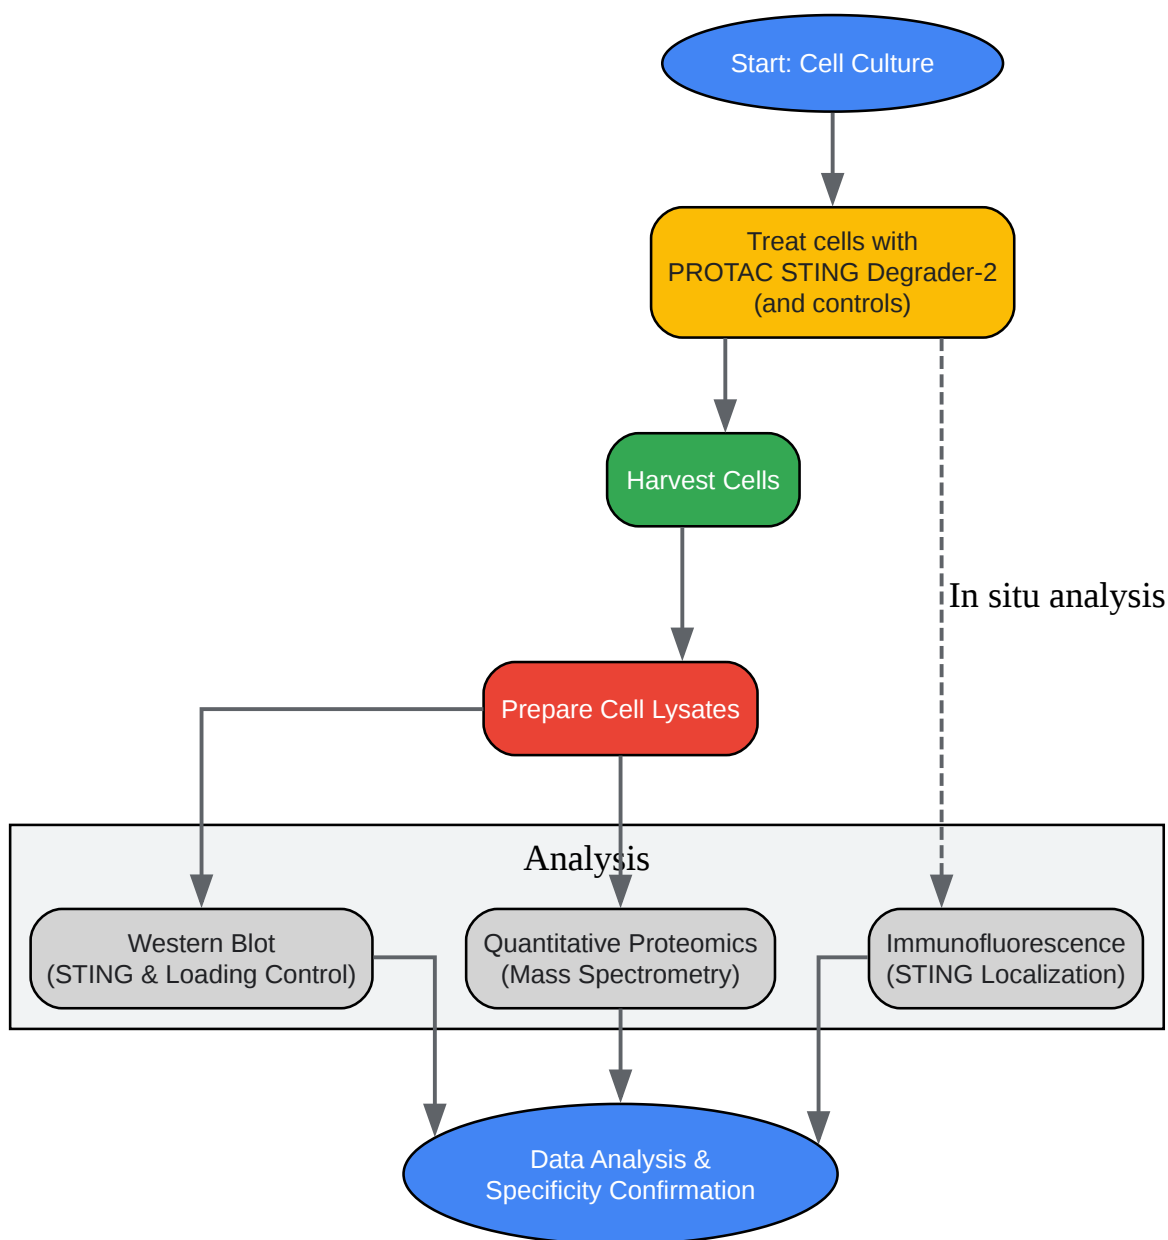 Start: Cell Culture
Treat cells with
PROTAC STING Degrader-2
(and controls)
Harvest Cells
In situ analysis
Prepare Cell Lysates
Analysis
Western Blot
(STING & Loading Control)
Quantitative Proteomics
(Mass Spectrometry)
Immunofluorescence
(STING Localization)
Data Analysis &
Specificity Confirmation